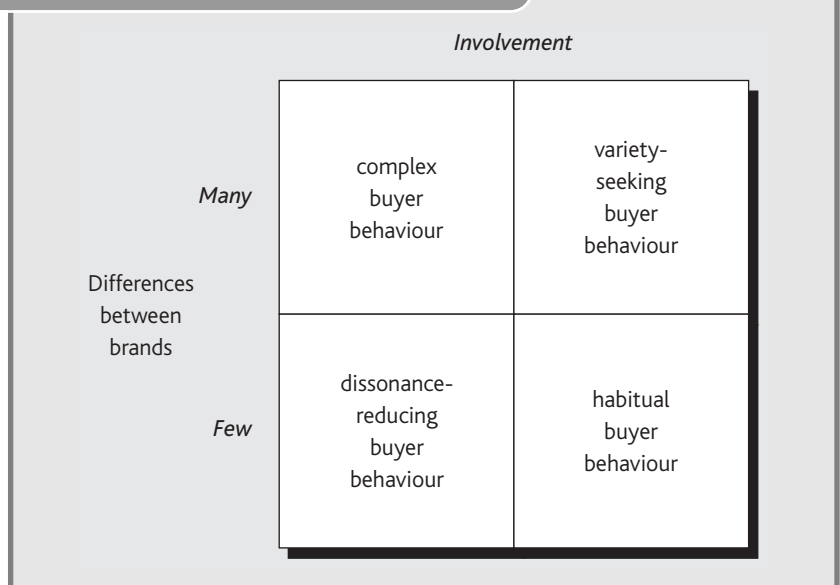 Involvement
complex
buyer
behaviour
variety-
seeking
buyer
behaviour
Many
Differences
between
brands
dissonance-
reducing
buyer
behaviour
habitual
buyer
behaviour
Few